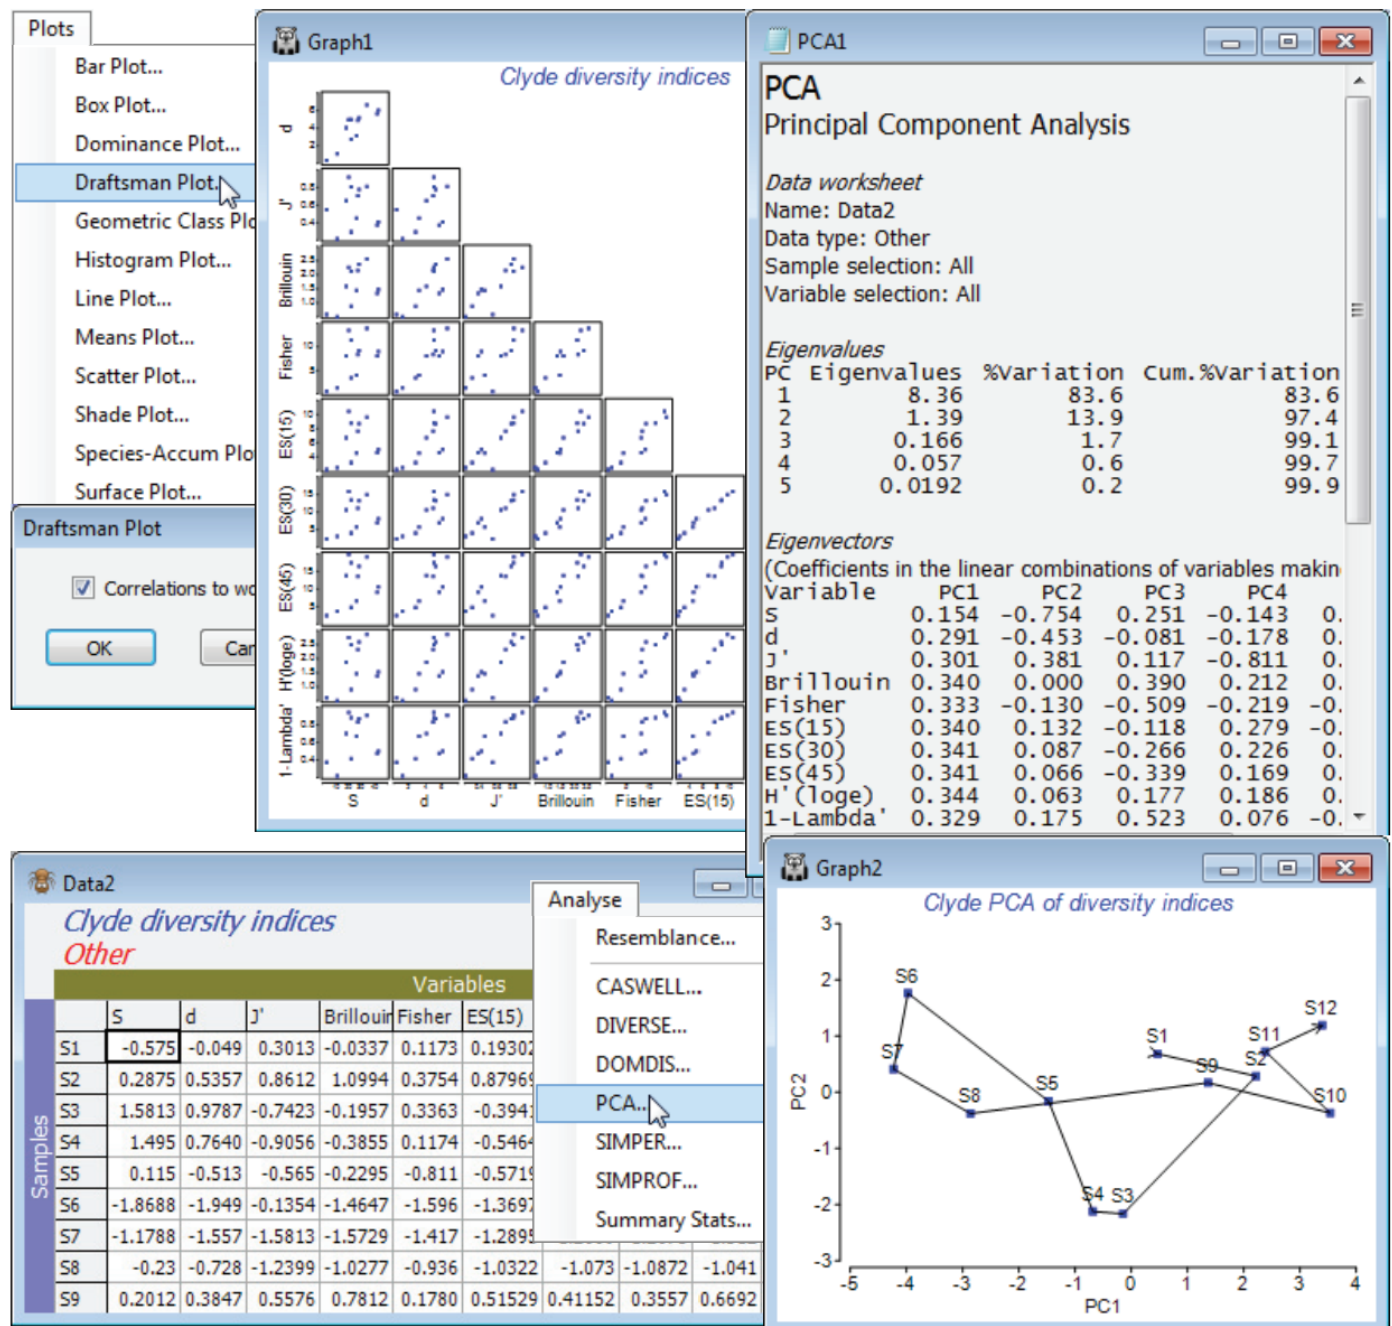 Plots
Bar Plot...
Box Plot...
Dominance Plot...
Draftsman Plot...
Geometric Class Plo
Histogram Plot...
Line Plot...
Means Plot...
Scatter Plot...
Shade Plot...
Species-Accum Plo
Surface Plot...
Draftsman Plot
Correlations to wo
OK
Can
Graph1
Clyde diversity indices
d
J'
Brillouin
Fisher
ES(15)
ES(30)
ES(45)
H'(loge)
1-Lambda'
S d J' Brillouin Fisher ES(15)
PCA1
PCA
Principal Component Analysis
Data worksheet
Name: Data2
Data type: Other
Sample selection: All
Variable selection: All
Eigenvalues
PC Eigenvalues %Variation Cum.%Variation
1 8.36 83.6 83.6
2 1.39 13.9 97.4
3 0.166 1.7 99.1
4 0.057 0.6 99.7
5 0.0192 0.2 99.9
Eigenvectors
(Coefficients in the linear combinations of variables makin
Variable PC1 PC2 PC3 PC4
S 0.154 -0.754 0.251 -0.143 0.
d 0.291 -0.453 -0.081 -0.178 0.
J' 0.301 0.381 0.117 -0.811 0.
Brillouin 0.340 0.000 0.390 0.212 0.
Fisher 0.333 -0.130 -0.509 -0.219 -0.
ES(15) 0.340 0.132 -0.118 0.279 -0.
ES(30) 0.341 0.087 -0.266 0.226 0.
ES(45) 0.341 0.066 -0.339 0.169 0.
H'(loge) 0.344 0.063 0.177 0.186 0.
1-Lambda' 0.329 0.175 0.523 0.076 -0.
Data2
Clyde diversity indices
Other
Variables
Samples
S d J' Brillouin Fisher ES(15)
S1 -0.575 -0.049 0.3013 -0.0337 0.1173 0.19302
S2 0.2875 0.5357 0.8612 1.0994 0.3754 0.87969
S3 1.5813 0.9787 -0.7423 -0.1957 0.3363 -0.394
S4 1.495 0.7640 -0.9056 -0.3855 0.1174 -0.5464
S5 0.115 -0.513 -0.565 -0.2295 -0.811 -0.5719
S6 -1.8688 -1.949 -0.1354 -1.4647 -1.596 -1.3697
S7 -1.1788 -1.557 -1.5813 -1.5729 -1.417 -1.2895
S8 -0.23 -0.728 -1.2399 -1.0277 -0.936 -1.0322 -1.073 -1.0872 -1.041
S9 0.2012 0.3847 0.5576 0.7812 0.1780 0.51529 0.41152 0.3557 0.6692
Analyse
Resemblance...
CASWELL...
DIVERSE...
DOMDIS...
PCA...
SIMPER...
SIMPROF...
Summary Stats...
Graph2
Clyde PCA of diversity indices
3
2
1
0
-1
-2
-3
PC2
S6
S7
S8
S5
S4
S3
S1
S9
S2
S11
S12
S10
-5 -4 -3 -2 -1 0 1 2 3 4
PC1